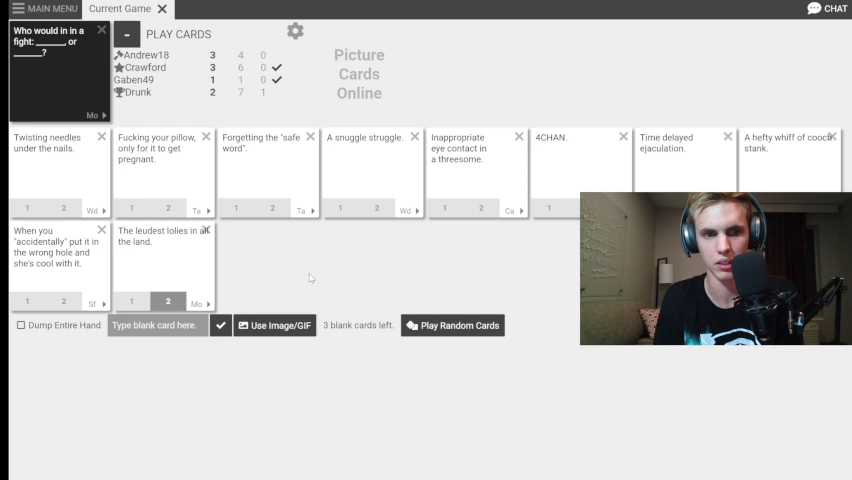 MAIN MENU
Current Game
CHAT
Who would in in a
fight: ______, or
______?
Mo
- PLAY CARDS
Andrew18 3 4 0
Crawford 3 6 0
Gaben49 1 1 0
Drunk 2 7 1
Picture
Cards
Online
Twisting needles
under the nails.
1 2 Wd
Fucking your pillow,
only for it to get
pregnant.
1 2 Ta
Forgetting the "safe
word".
1 2 Ta
A snuggle struggle.
1 2 Wd
Inappropriate
eye contact in
a threesome.
1 2 Ca
4CHAN.
1
Time delayed
ejaculation.
A hefty whiff of
stank.
When you
"accidentally" put it in
the wrong hole and
she's cool with it.
1 2 Sf
The leudest lolies in all
the land.
1 2 Mo
Dump Entire Hand
Type blank card here.
Use Image/GIF
3 blank cards left.
Play Random Cards